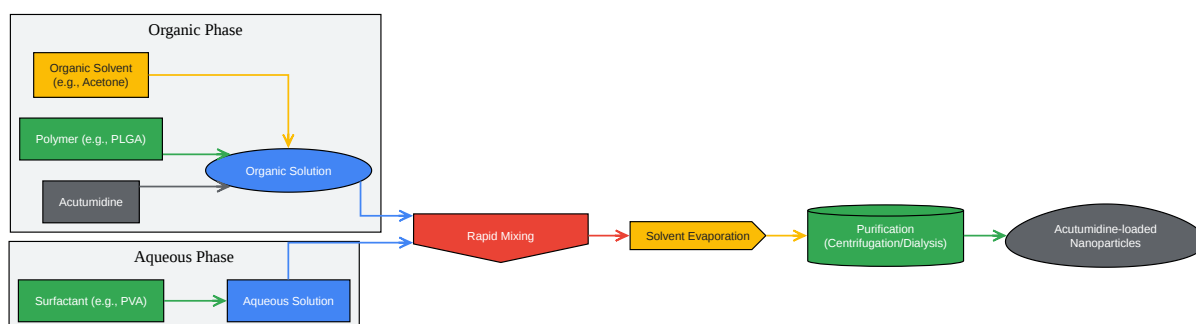 Organic Phase
Organic Solvent
(e.g., Acetone)
Polymer (e.g., PLGA)
Organic Solution
Acutumidine
Rapid Mixing
Solvent Evaporation
Purification
(Centrifugation/Dialysis)
Acutumidine-loaded
Nanoparticles
Aqueous Phase
Surfactant (e.g., PVA)
Aqueous Solution